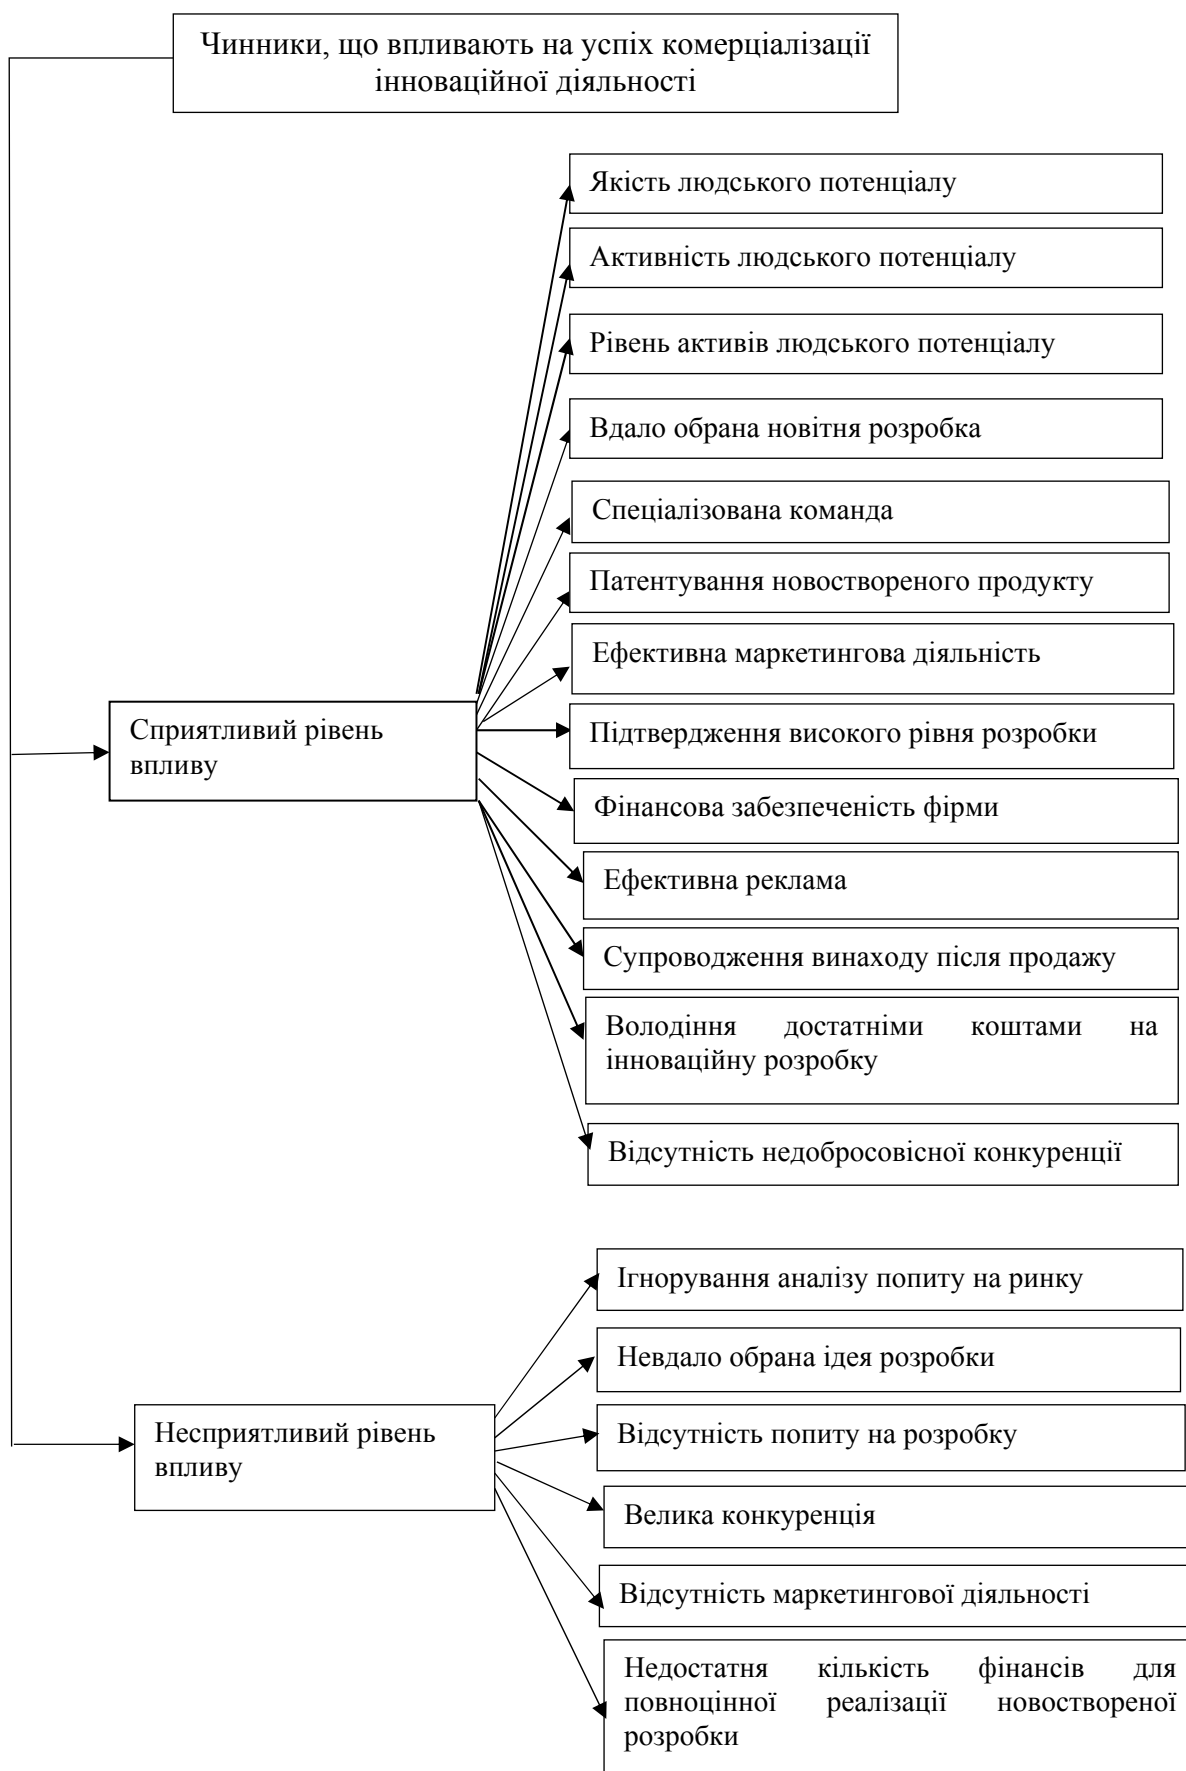 Чинники, що впливають на успіх комерціалізації
інноваційної діяльності
Якість людського потенціалу
Активність людського потенціалу
Рівень активів людського потенціалу
Вдало обрана новітня розробка
Спеціалізована команда
Патентування новоствореного продукту
Ефективна маркетингова діяльність
Сприятливий рівень
впливу
Підтвердження високого рівня розробки
Фінансова забезпеченість фірми
Ефективна реклама
Супроводження винаходу після продажу
Володіння достатніми коштами на
інноваційну розробку
Відсутність недобросовісної конкуренції
Ігнорування аналізу попиту на ринку
Невдало обрана ідея розробки
Несприятливий рівень
впливу
Відсутність попиту на розробку
Велика конкуренція
Відсутність маркетингової діяльності
Недостатня кількість фінансів для
повноцінної реалізації новоствореної
розробки